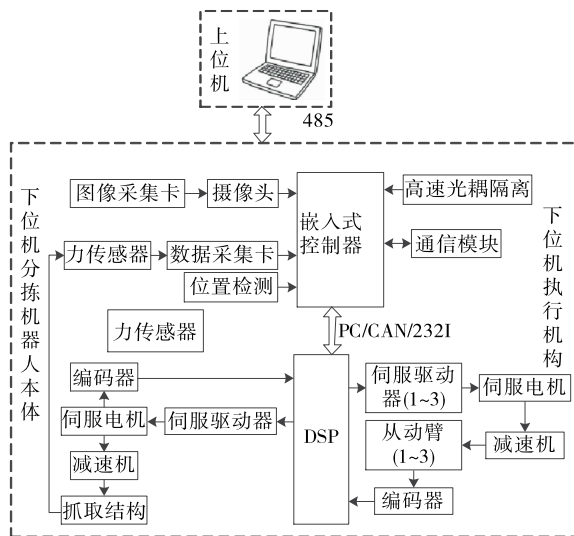 上位机
485
下位机分拣机器人本体
图像采集卡
摄像头
嵌入式
控制器
高速光耦隔离
力传感器
数据采集卡
通信模块
位置检测
下位机执行机构
力传感器
PC/CAN/232I
编码器
DSP
伺服驱动
器(1~3)
伺服电机
伺服电机
伺服驱动器
从动臂
(1~3)
减速机
减速机
抓取结构
编码器